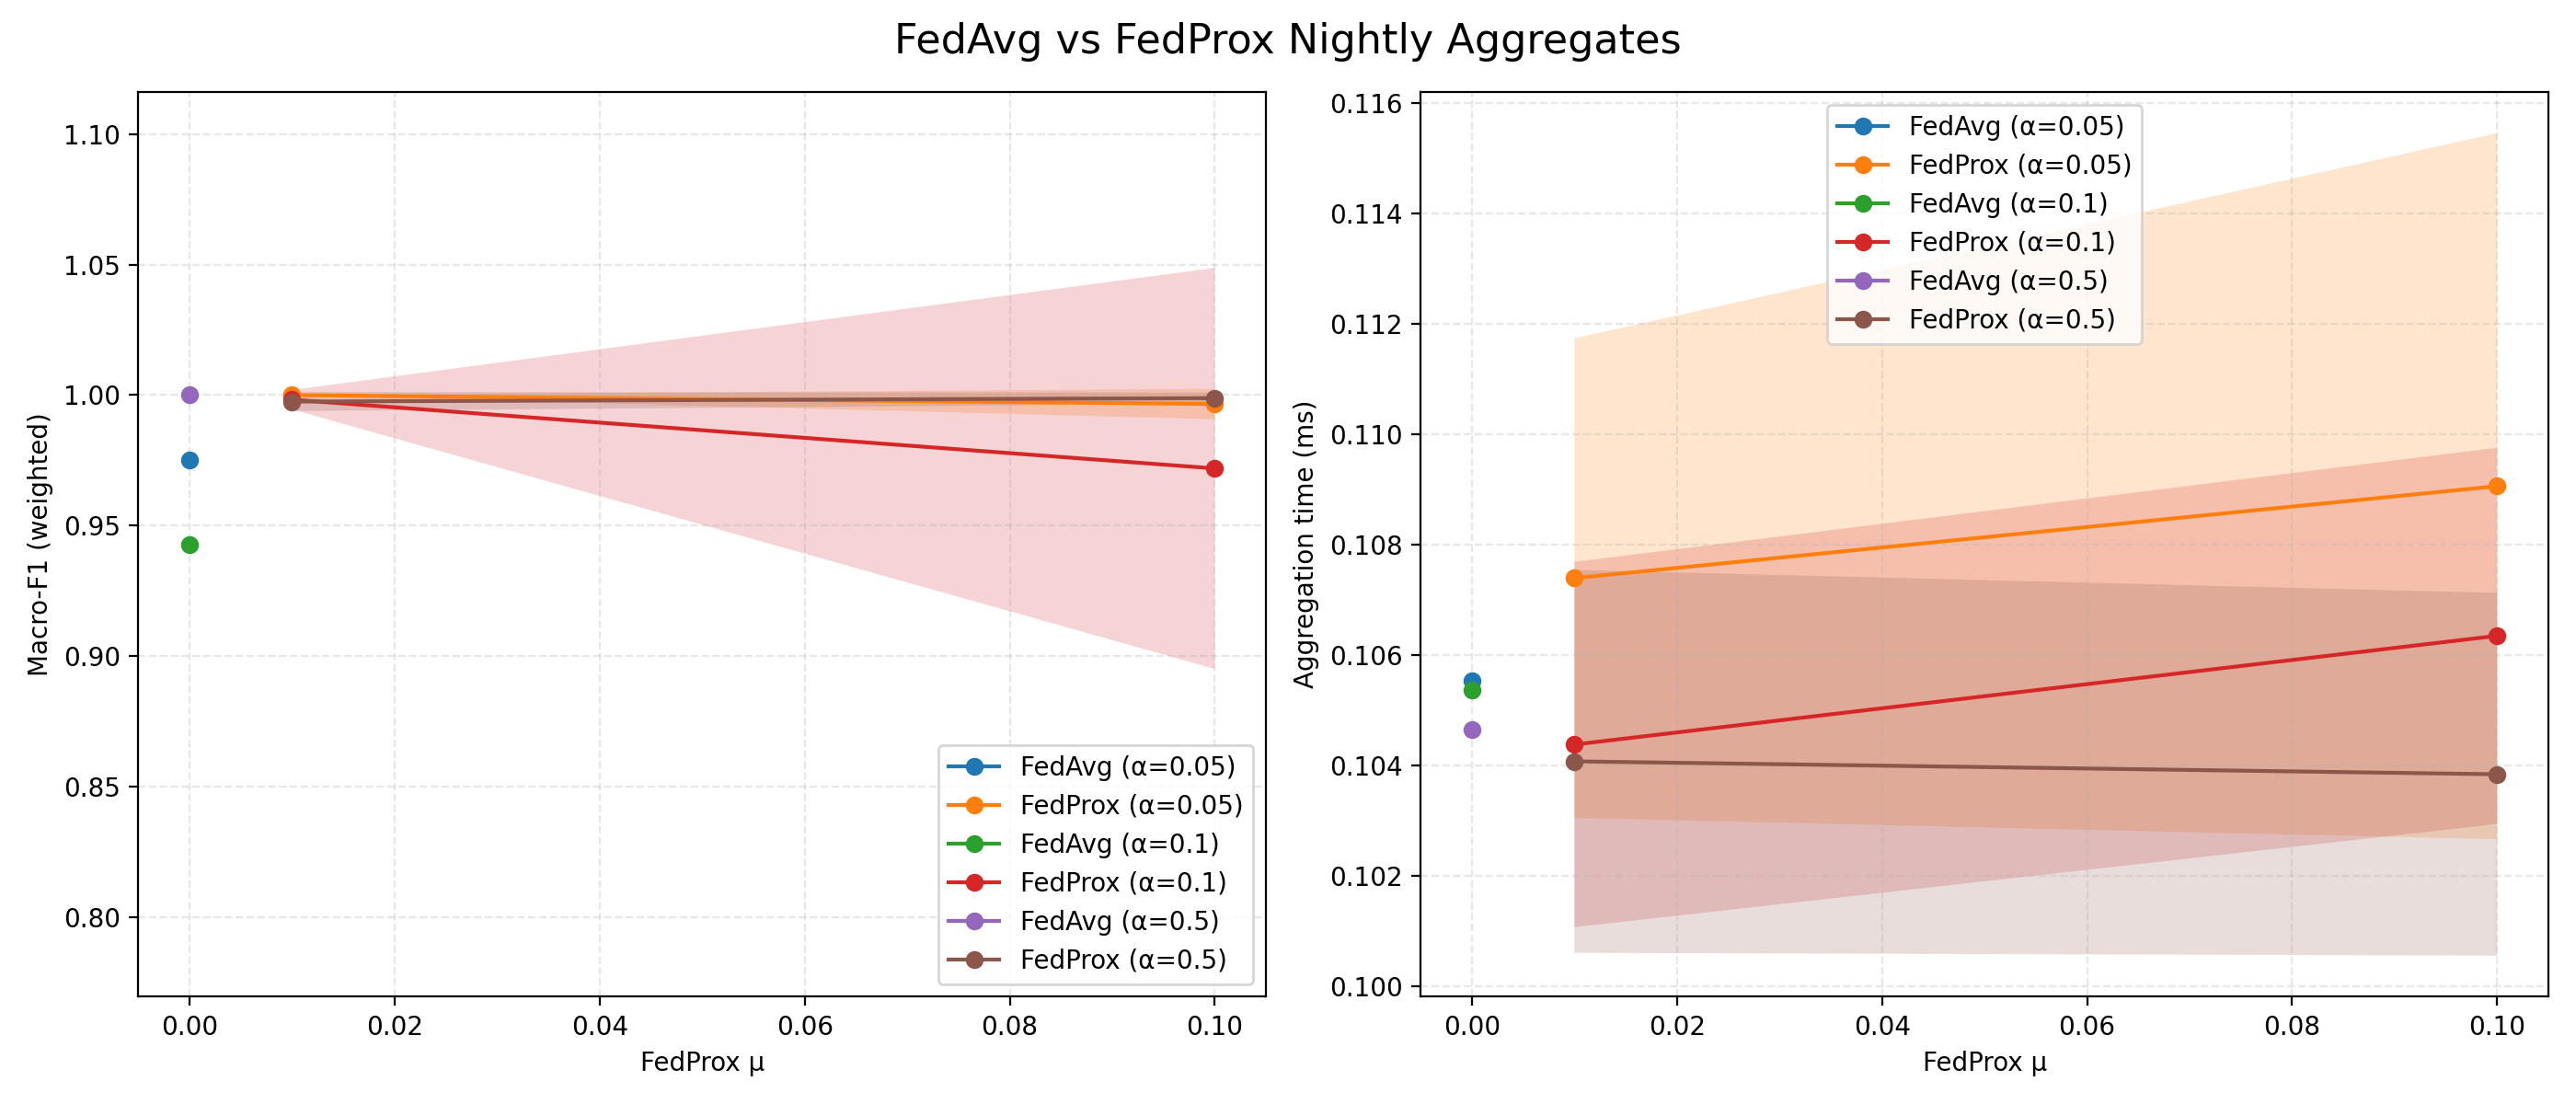 FedAvg vs FedProx Nightly Aggregates
Macro-F1 (weighted)
1.10
1.05
1.00
0.95
0.90
0.85
0.80
0.00 0.02 0.04 0.06 0.08 0.10
FedProx μ
FedAvg (α=0.05)
FedProx (α=0.05)
FedAvg (α=0.1)
FedProx (α=0.1)
FedAvg (α=0.5)
FedProx (α=0.5)
Aggregation time (ms)
0.116
0.114
0.112
0.110
0.108
0.106
0.104
0.102
0.100
0.00 0.02 0.04 0.06 0.08 0.10
FedProx μ
FedAvg (α=0.05)
FedProx (α=0.05)
FedAvg (α=0.1)
FedProx (α=0.1)
FedAvg (α=0.5)
FedProx (α=0.5)